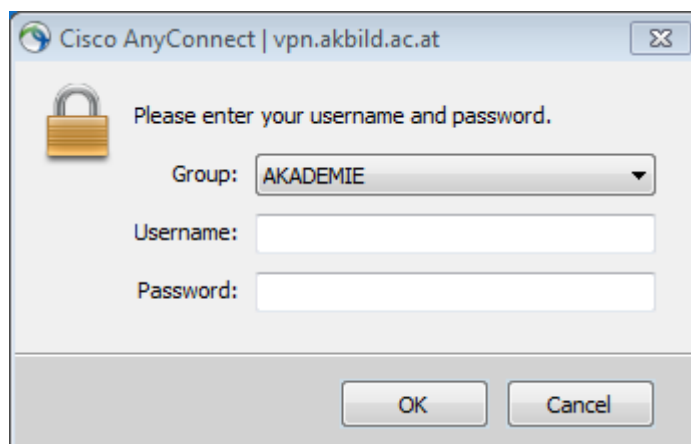 Cisco AnyConnect | vpn.akbild.ac.at
Please enter your username and password.
Group: AKADEMIE
Username:
Password:
OK Cancel